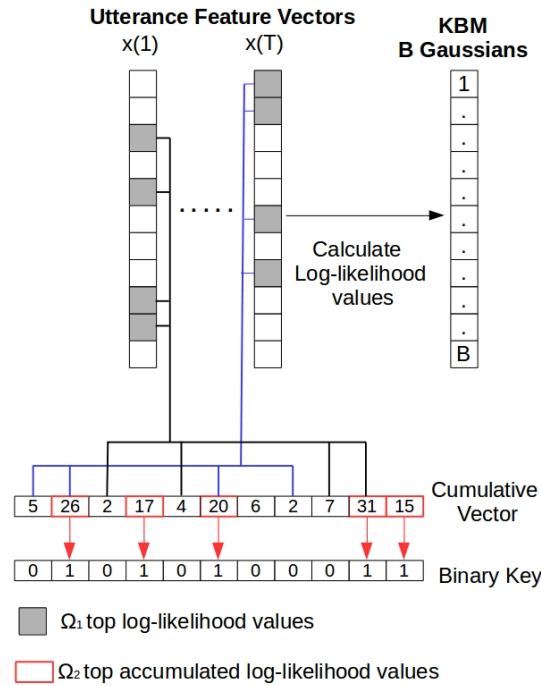 Utterance Feature Vectors
x(1)
x(T)
KBM
B Gaussians
1
.
.
.
.
.
.
.
.
.
B
. . . . .
Calculate
Log-likelihood
values
5 26 2 17 4 20 6 2 7 31 15
Cumulative
Vector
0 1 0 1 0 1 0 0 0 1 1
Binary Key
Ω₁ top log-likelihood values
Ω₂ top accumulated log-likelihood values